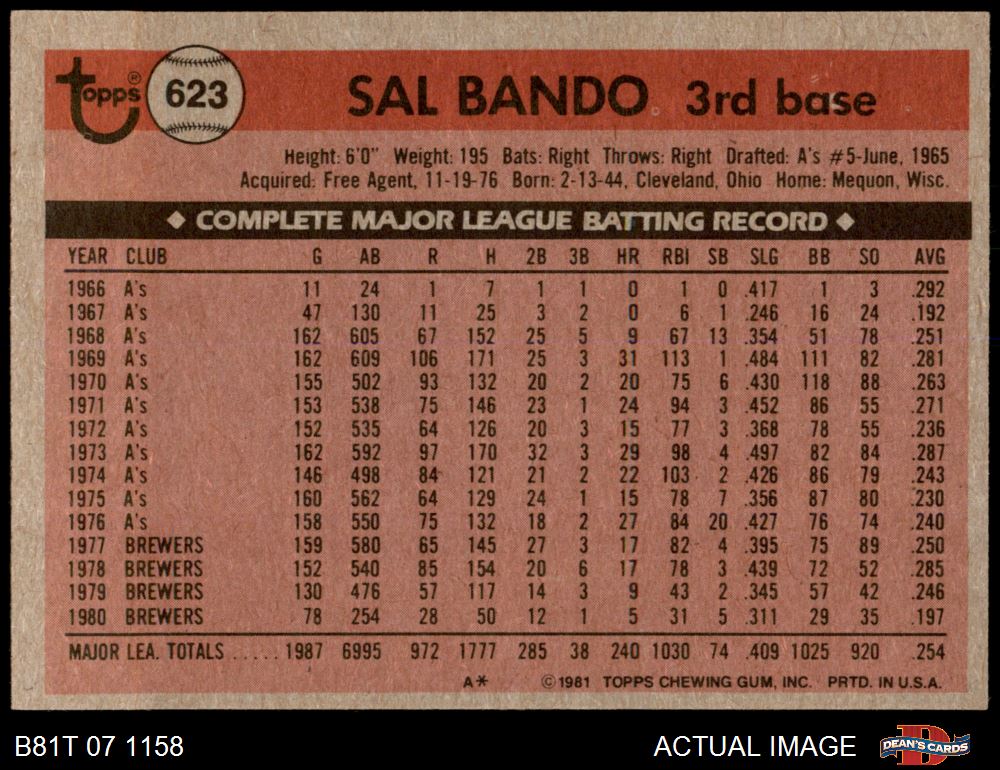 topps® 623 SAL BANDO 3rd base
Height: 6'0" Weight: 195 Bats: Right Throws: Right Drafted: A's #5-June, 1965
Acquired: Free Agent, 11-19-76 Born: 2-13-44, Cleveland, Ohio Home: Mequon, Wisc.
◆ COMPLETE MAJOR LEAGUE BATTING RECORD ◆
YEAR CLUB G AB R H 2B 3B HR RBI SB SLG BB SO AVG
1966 A's 11 24 1 7 1 1 0 1 0 .417 1 3 .292
1967 A's 47 130 11 25 3 2 0 6 1 .246 16 24 .192
1968 A's 162 605 67 152 25 5 9 67 13 .354 51 78 .251
1969 A's 162 609 106 171 25 3 31 113 1 .484 111 82 .281
1970 A's 155 502 93 132 20 2 20 75 6 .430 118 88 .263
1971 A's 153 538 75 146 23 1 24 94 3 .452 86 55 .271
1972 A's 152 535 64 126 20 3 15 77 3 .368 78 55 .236
1973 A's 162 592 97 170 32 3 29 98 4 .497 82 84 .287
1974 A's 146 498 84 121 21 2 22 103 2 .426 86 79 .243
1975 A's 160 562 64 129 24 1 15 78 7 .356 87 80 .230
1976 A's 158 550 75 132 18 2 27 84 20 .427 76 74 .240
1977 BREWERS 159 580 65 145 27 3 17 82 4 .395 75 89 .250
1978 BREWERS 152 540 85 154 20 6 17 78 3 .439 72 52 .285
1979 BREWERS 130 476 57 117 14 3 9 43 2 .345 57 42 .246
1980 BREWERS 78 254 28 50 12 1 5 31 5 .311 29 35 .197
MAJOR LEA. TOTALS ..... 1987 6995 972 1777 285 38 240 1030 74 .409 1025 920 .254
A* ©1981 TOPPS CHEWING GUM, INC. PRTD. IN U.S.A.
B81T 07 1158 ACTUAL IMAGE D DEAN'S CARDS